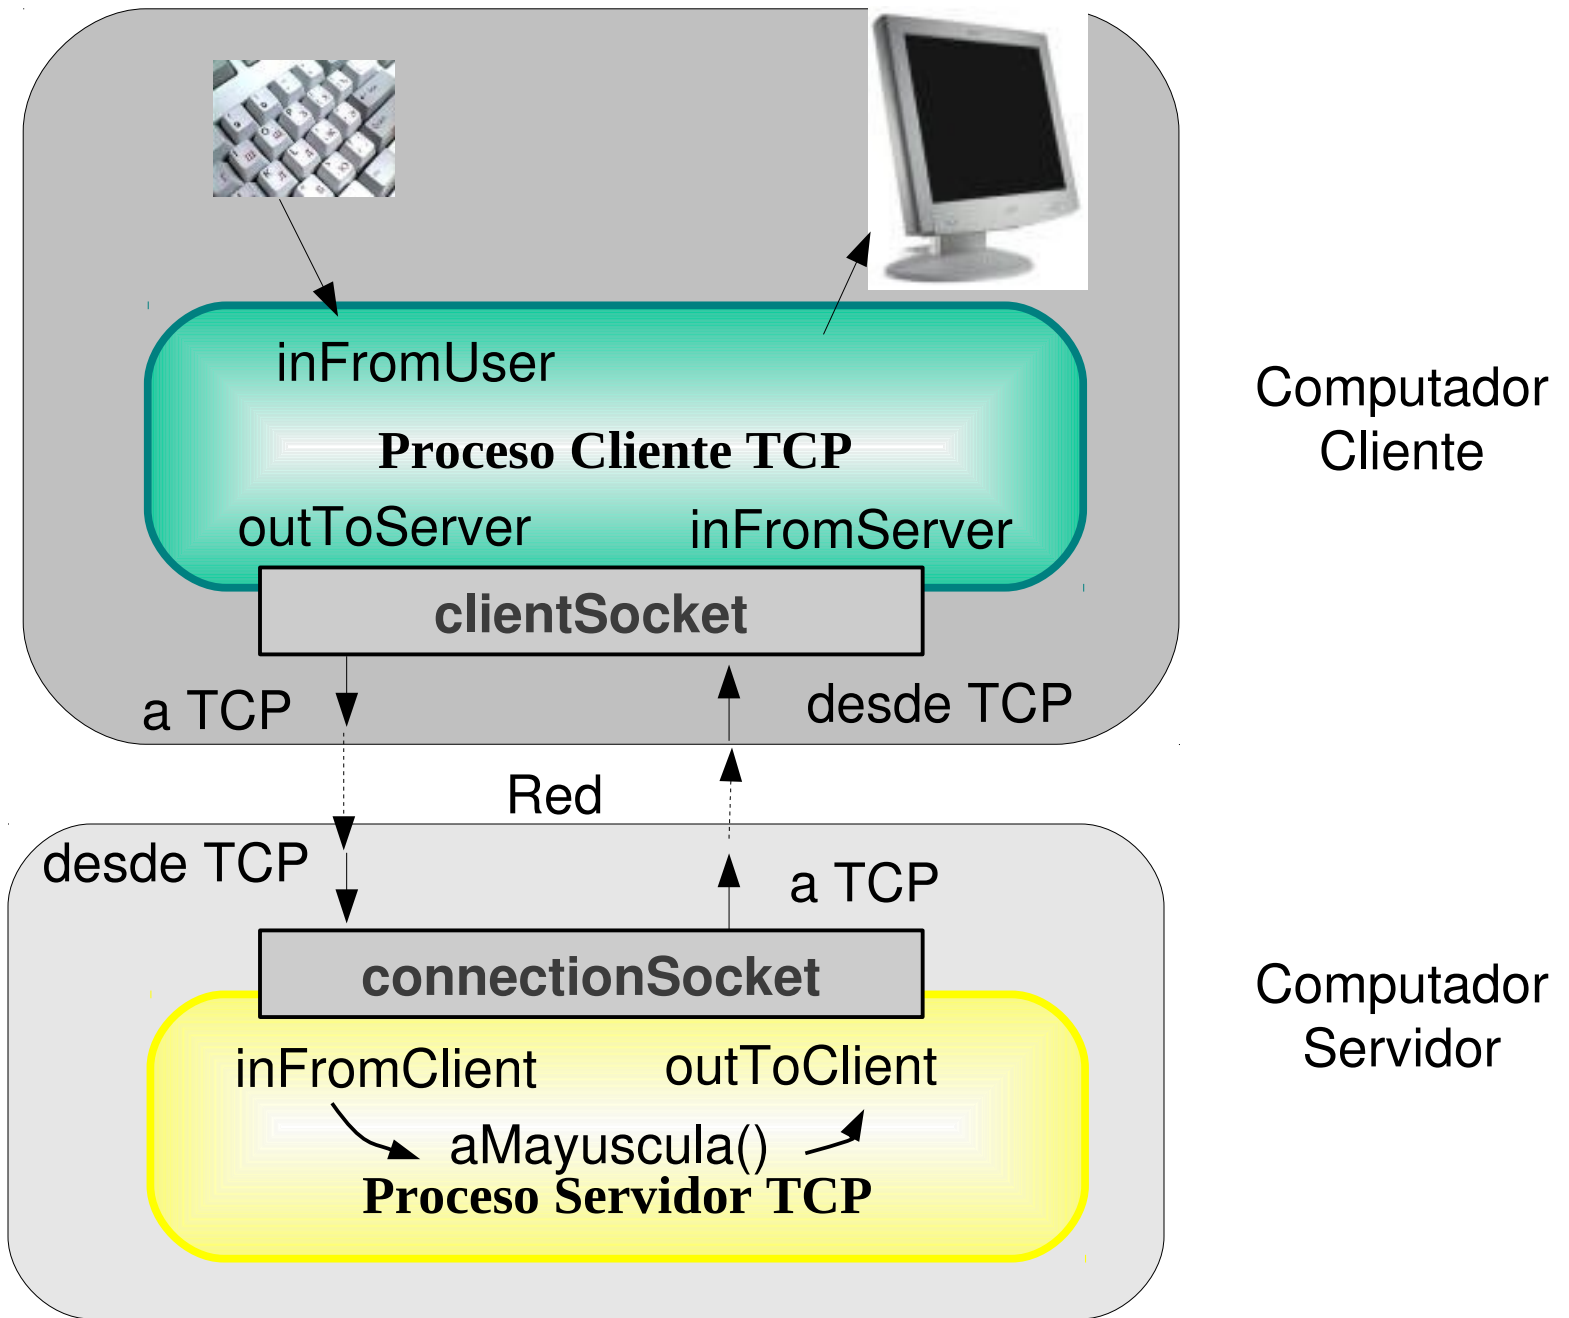 inFromUser
Proceso Cliente TCP
outToServer
inFromServer
clientSocket
a TCP
desde TCP
Computador
Cliente
Red
desde TCP
a TCP
connectionSocket
inFromClient
outToClient
aMayuscula()
Proceso Servidor TCP
Computador
Servidor